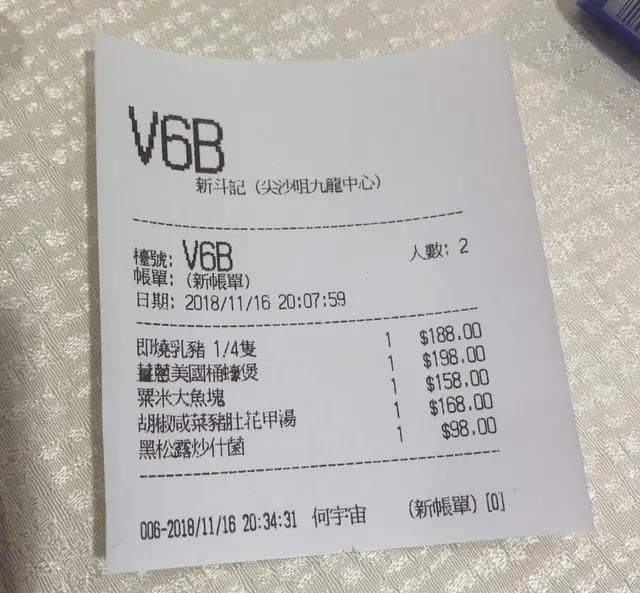 V6B
新斗記 (尖沙咀九龍中心)
檯號: V6B 人數: 2
帳單: (新帳單)
日期: 2018/11/16 20:07:59
即燒乳豬 1/4隻 1 $188.00
薑蔥美國桶蠔煲 1 $198.00
粟米大魚塊 1 $158.00
胡椒咸菜豬肚花甲湯 1 $168.00
黑松露炒什菌 1 $98.00
006-2018/11/16 20:34:31 何宇宙 (新帳單) [0]